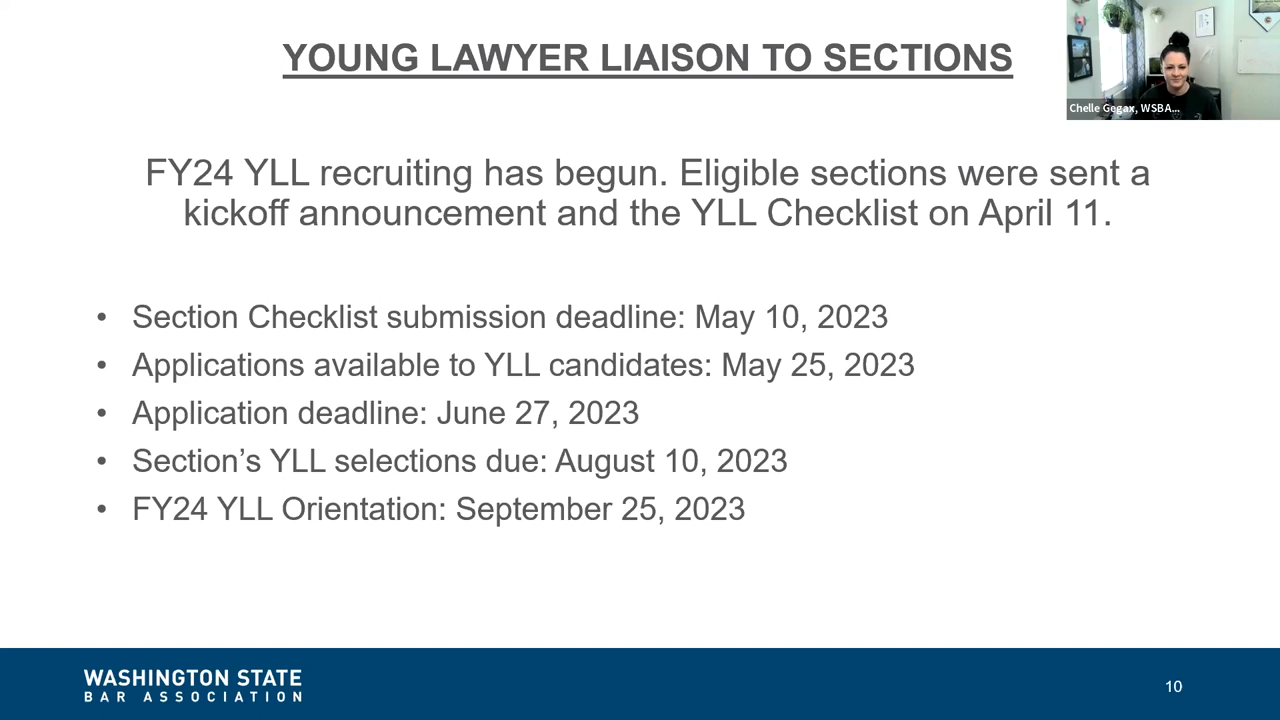 YOUNG LAWYER LIAISON TO SECTIONS
Chelle Gegax, WSBA...
FY24 YLL recruiting has begun. Eligible sections were sent a
kickoff announcement and the YLL Checklist on April 11.
• Section Checklist submission deadline: May 10, 2023
• Applications available to YLL candidates: May 25, 2023
• Application deadline: June 27, 2023
• Section’s YLL selections due: August 10, 2023
• FY24 YLL Orientation: September 25, 2023
WASHINGTON STATE
BAR ASSOCIATION
10